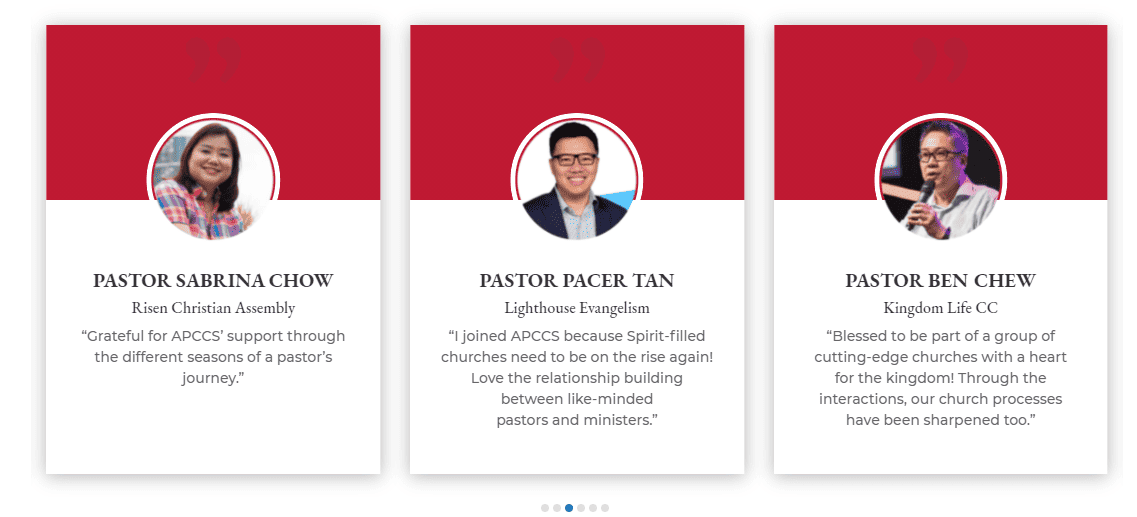 PASTOR SABRINA CHOW
Risen Christian Assembly
“Grateful for APCCS’ support through
the different seasons of a pastor’s
journey.”
PASTOR PACER TAN
Lighthouse Evangelism
“I joined APCCS because Spirit-filled
churches need to be on the rise again!
Love the relationship building
between like-minded
pastors and ministers.”
PASTOR BEN CHEW
Kingdom Life CC
“Blessed to be part of a group of
cutting-edge churches with a heart
for the kingdom! Through the
interactions, our church processes
have been sharpened too.”